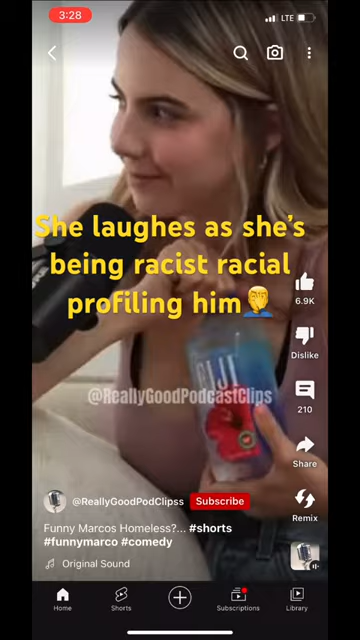 3:28
LTE
She laughes as she's
being racist racial
profiling him🤦
FIJI
@ReallyGoodPodcastClips
6.9K
Dislike
210
Share
Remix
@ReallyGoodPodClipss
Subscribe
Funny Marcos Homeless?... #shorts
#funnymarco #comedy
Original Sound
Home
Shorts
Subscriptions
Library